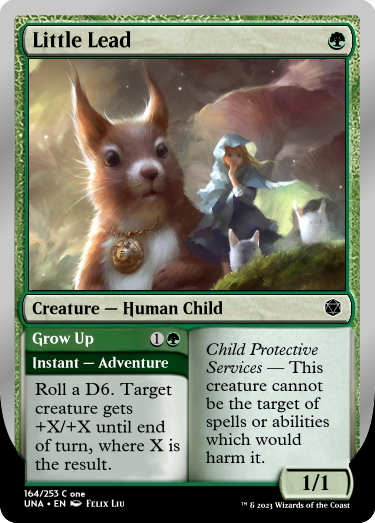 Little Lead
Creature — Human Child
Grow Up 1
Instant — Adventure
Roll a D6. Target
creature gets
+X/+X until end
of turn, where X is
the result.
Child Protective
Services — This
creature cannot
be the target of
spells or abilities
which would
harm it.
1/1
164/253 C one
UNA • EN Felix Liu
™ & © 2023 Wizards of the Coast